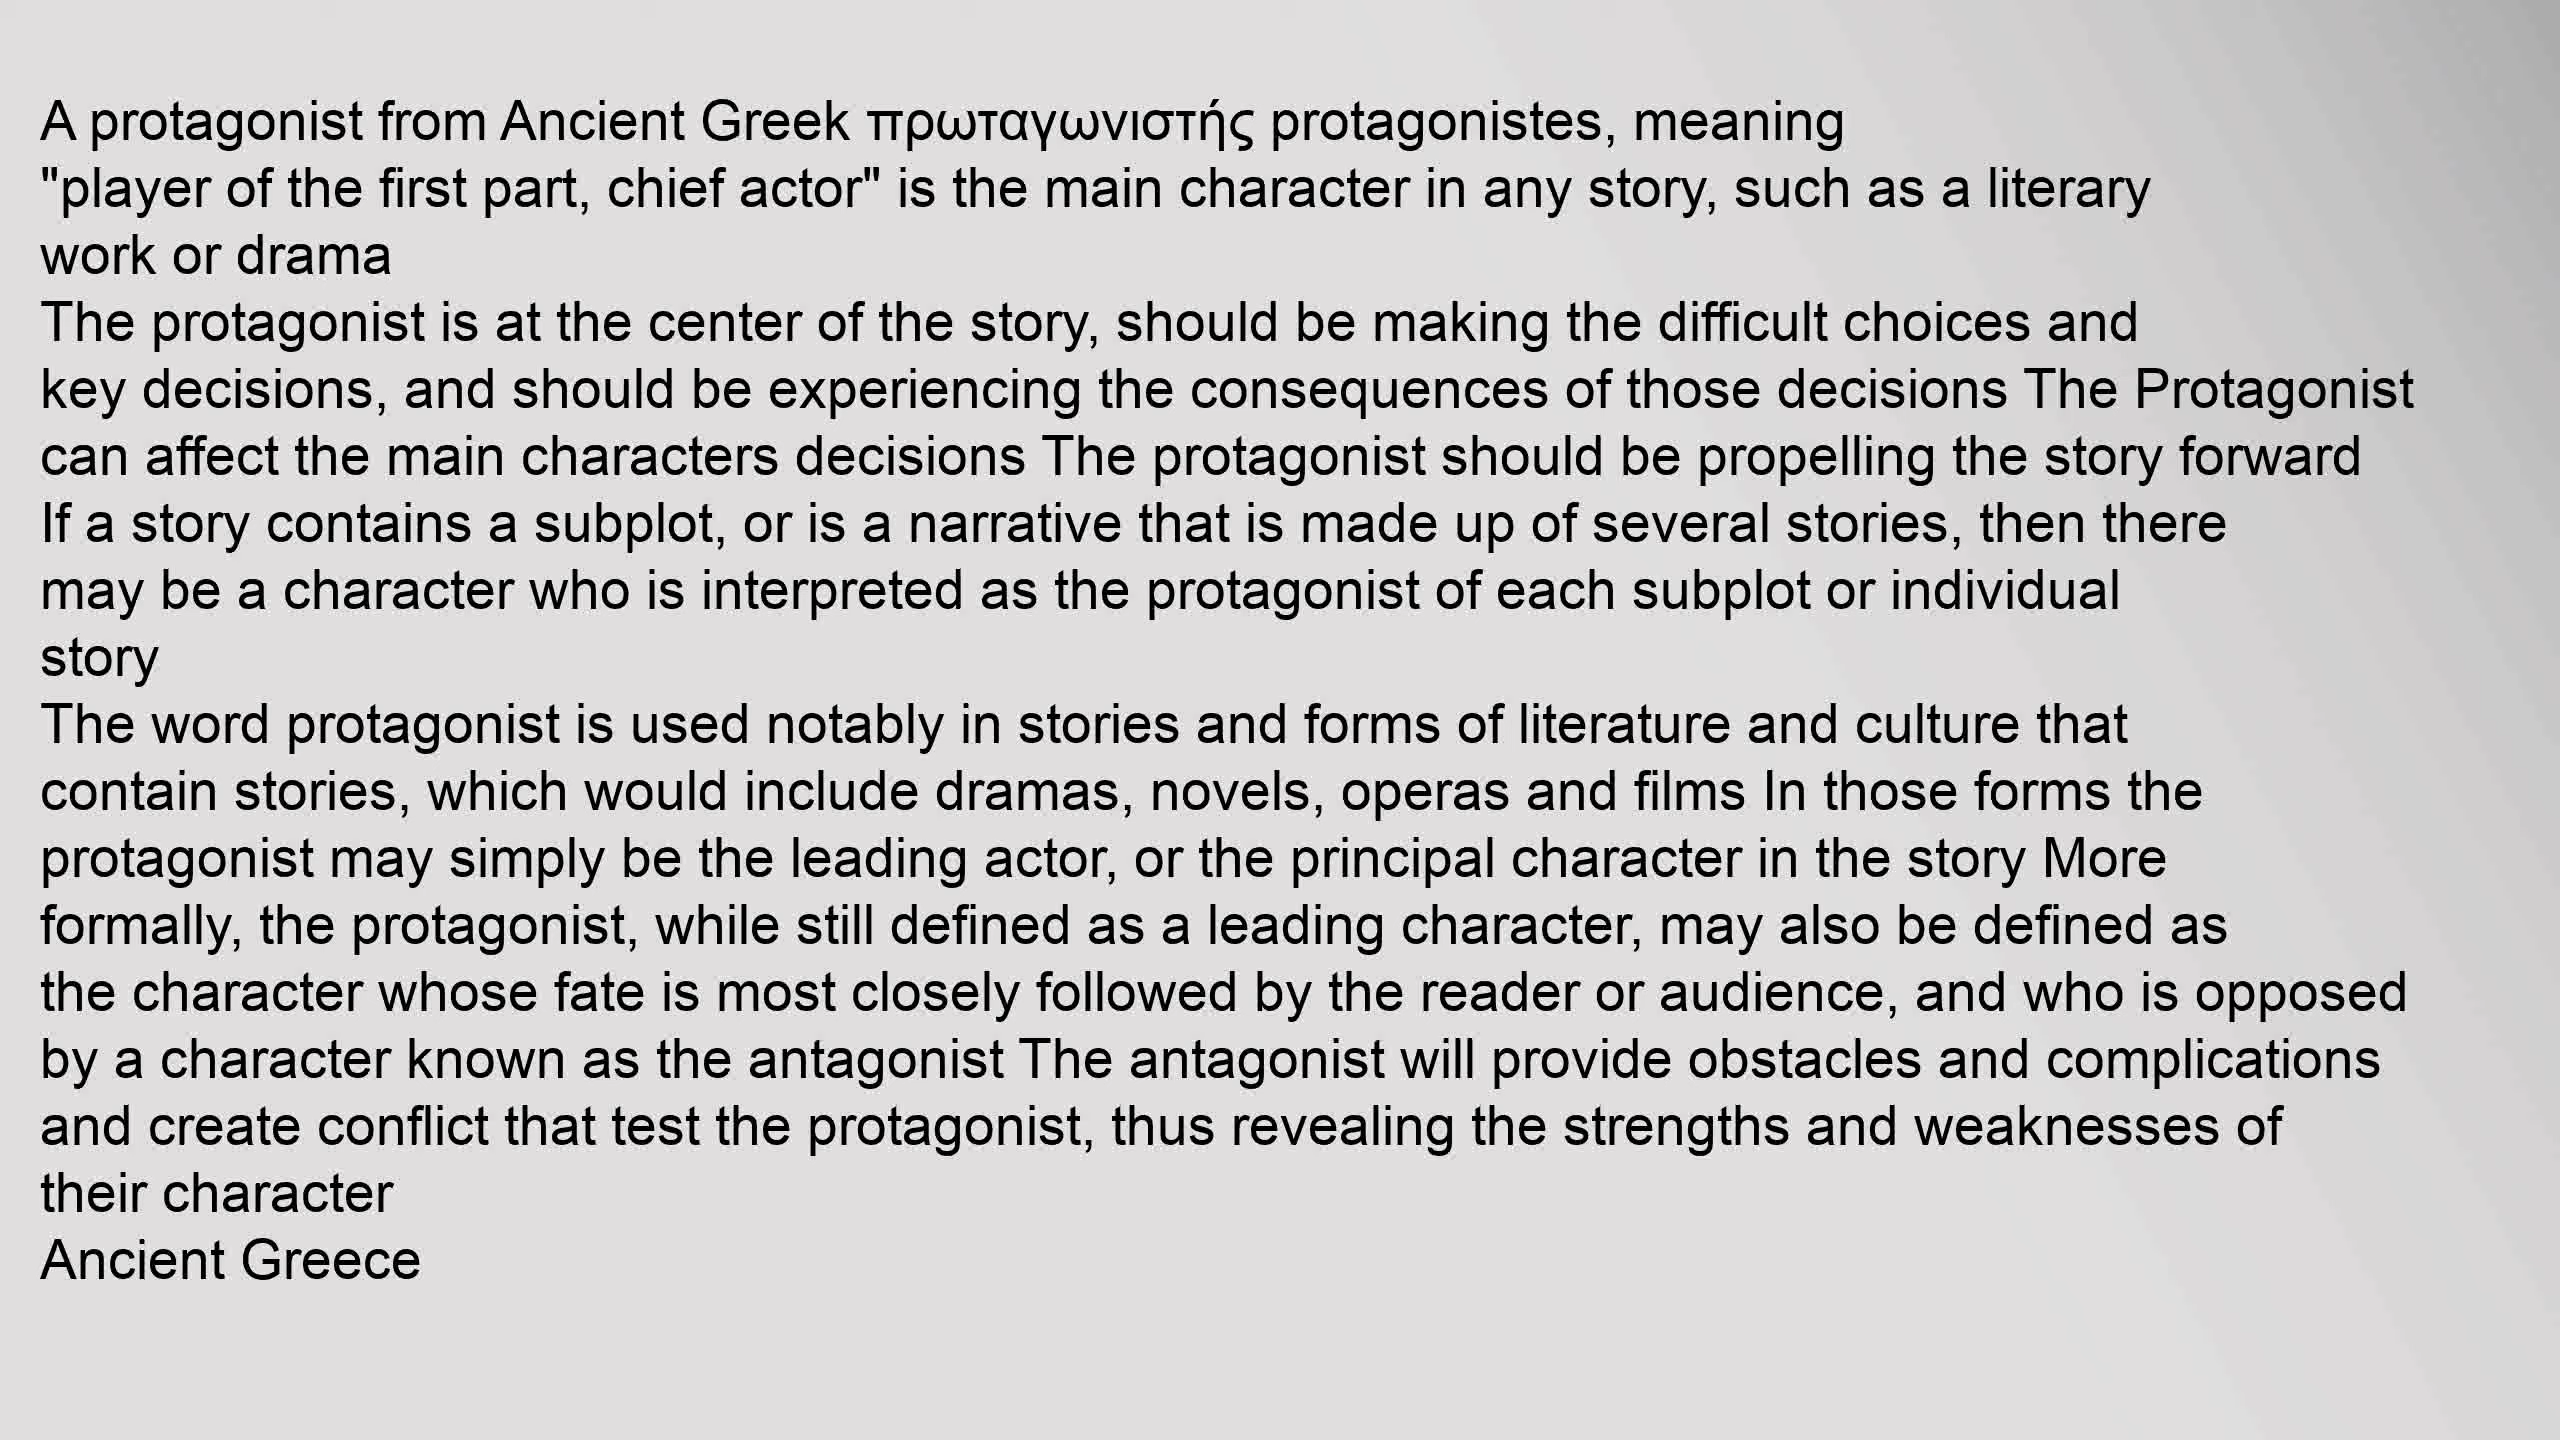 A protagonist from Ancient Greek πρωταγωνιστής protagonistes, meaning
"player of the first part, chief actor" is the main character in any story, such as a literary
work or drama
The protagonist is at the center of the story, should be making the difficult choices and
key decisions, and should be experiencing the consequences of those decisions The Protagonist
can affect the main characters decisions The protagonist should be propelling the story forward
If a story contains a subplot, or is a narrative that is made up of several stories, then there
may be a character who is interpreted as the protagonist of each subplot or individual
story
The word protagonist is used notably in stories and forms of literature and culture that
contain stories, which would include dramas, novels, operas and films In those forms the
protagonist may simply be the leading actor, or the principal character in the story More
formally, the protagonist, while still defined as a leading character, may also be defined as
the character whose fate is most closely followed by the reader or audience, and who is opposed
by a character known as the antagonist The antagonist will provide obstacles and complications
and create conflict that test the protagonist, thus revealing the strengths and weaknesses of
their character
Ancient Greece